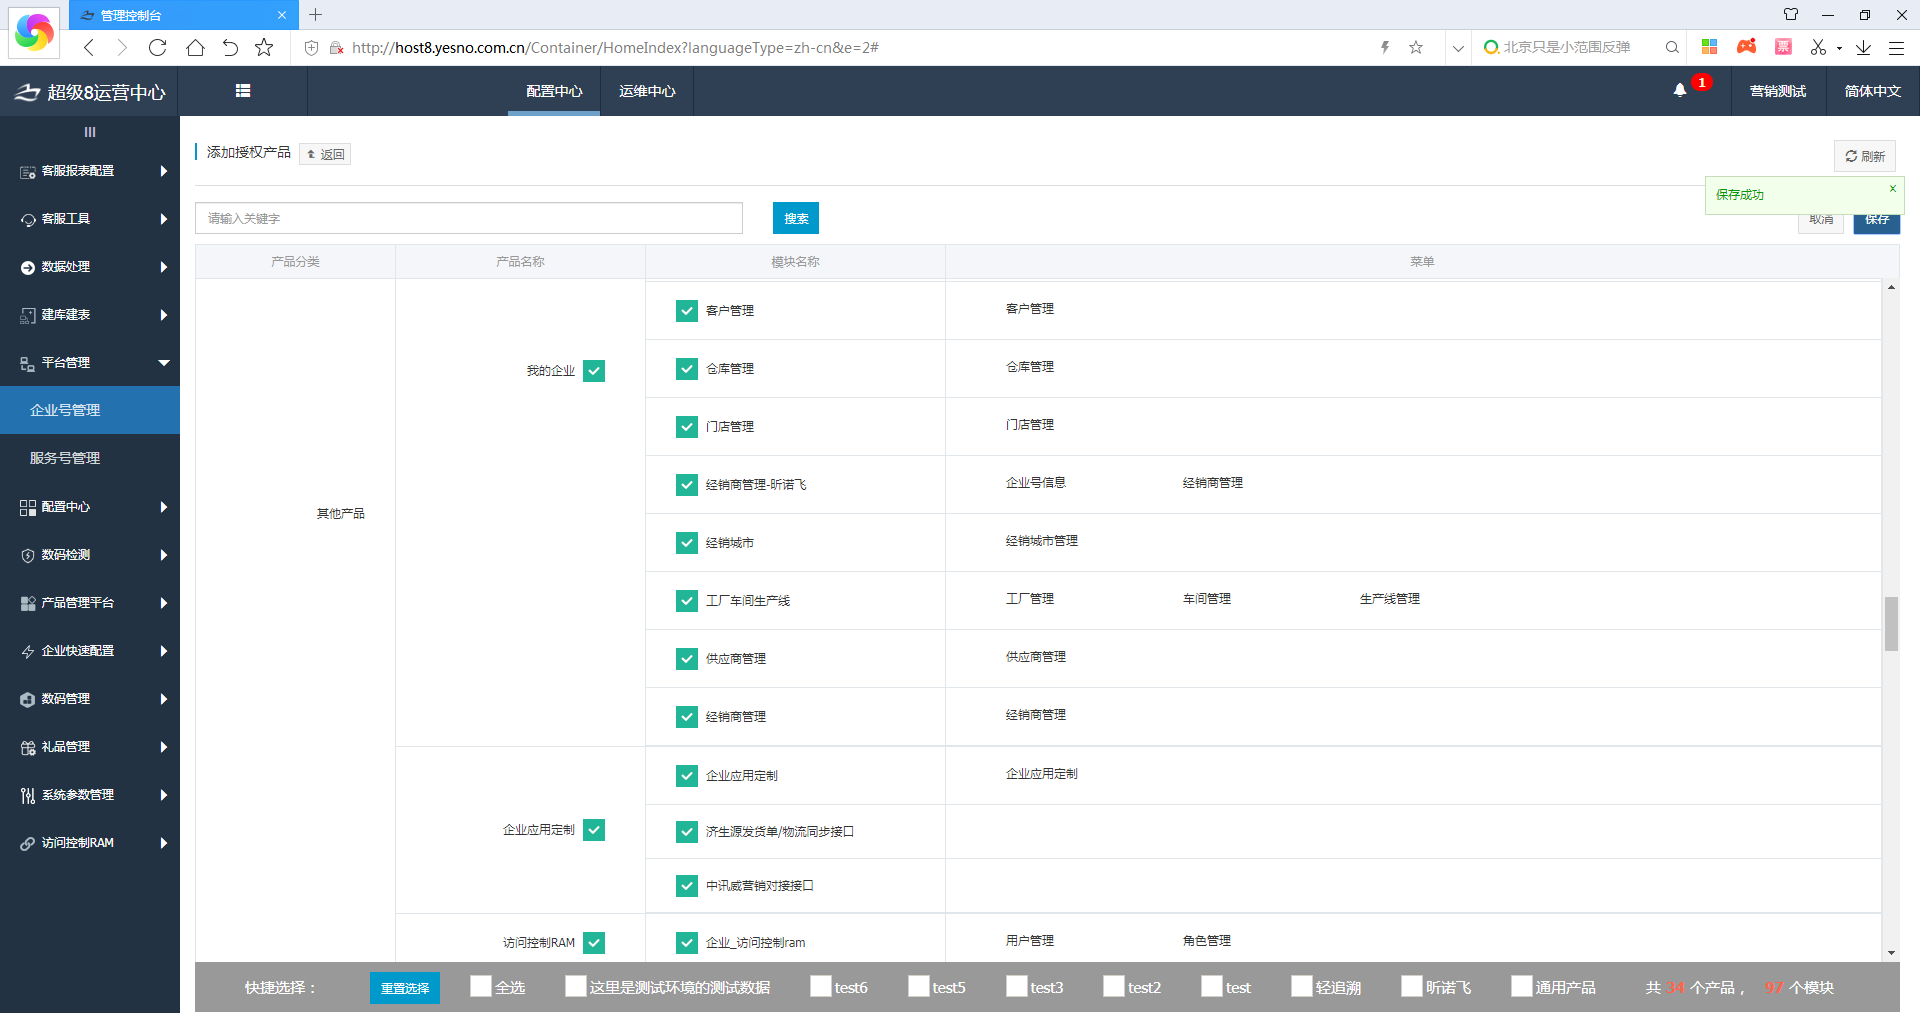 管理控制台
http://host8.yesno.com.cn/Container/HomeIndex?languageType=zh-cn&e=2#
北京只是小范围反弹
票
超级8运营中心
配置中心
运维中心
1
营销测试
简体中文
客服报表配置
客服工具
数据处理
建库建表
平台管理
企业号管理
服务号管理
配置中心
数码检测
产品管理平台
企业快速配置
数码管理
礼品管理
系统参数管理
访问控制RAM
添加授权产品
返回
刷新
保存成功
x
请输入关键字
搜索
取消
保存
产品分类
产品名称
模块名称
菜单
其他产品
我的企业
客户管理
客户管理
仓库管理
仓库管理
门店管理
门店管理
经销商管理-昕诺飞
企业号信息
经销商管理
经销城市
经销城市管理
工厂车间生产线
工厂管理
车间管理
生产线管理
供应商管理
供应商管理
经销商管理
经销商管理
企业应用定制
企业应用定制
企业应用定制
济生源发货单/物流同步接口
中讯威营销对接接口
访问控制RAM
企业_访问控制ram
用户管理
角色管理
快捷选择：
重置选择
全选
这里是测试环境的测试数据
test6
test5
test3
test2
test
轻追溯
昕诺飞
通用产品
共 34 个产品， 97 个模块